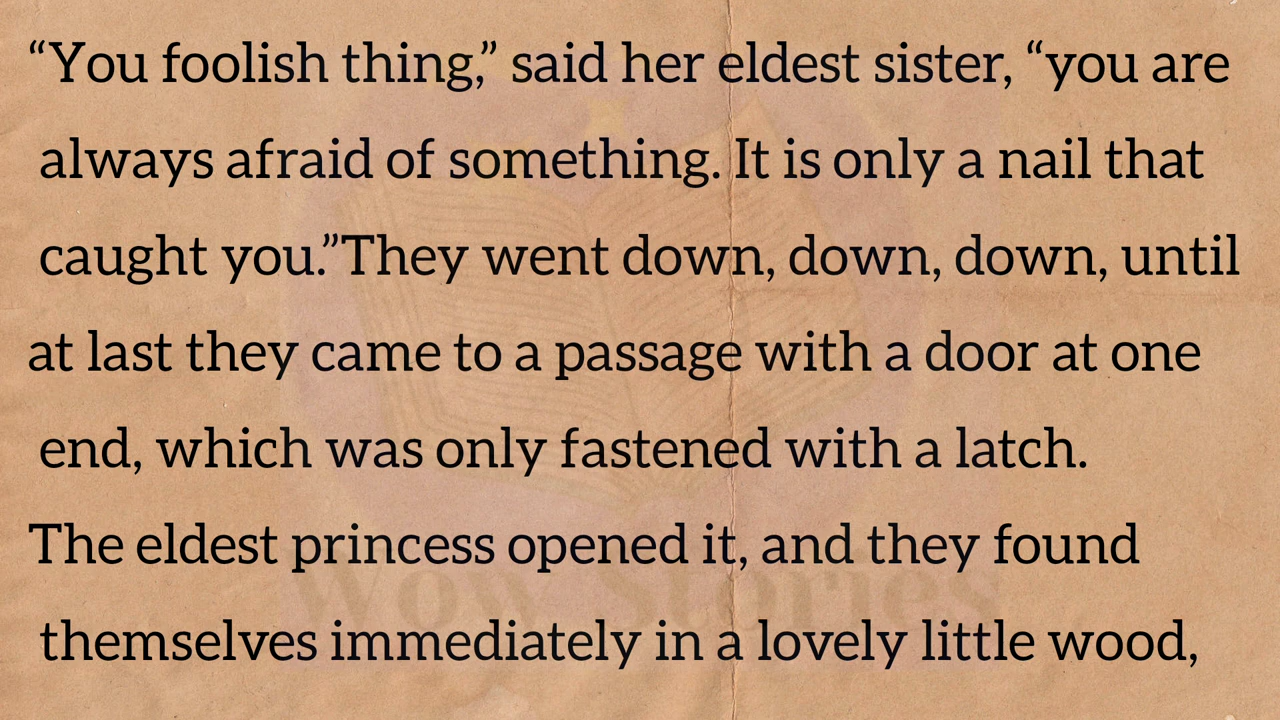 “You foolish thing,” said her eldest sister, “you are
always afraid of something. It is only a nail that
caught you.”They went down, down, down, until
at last they came to a passage with a door at one
end, which was only fastened with a latch.
The eldest princess opened it, and they found
themselves immediately in a lovely little wood,
Wow Stories